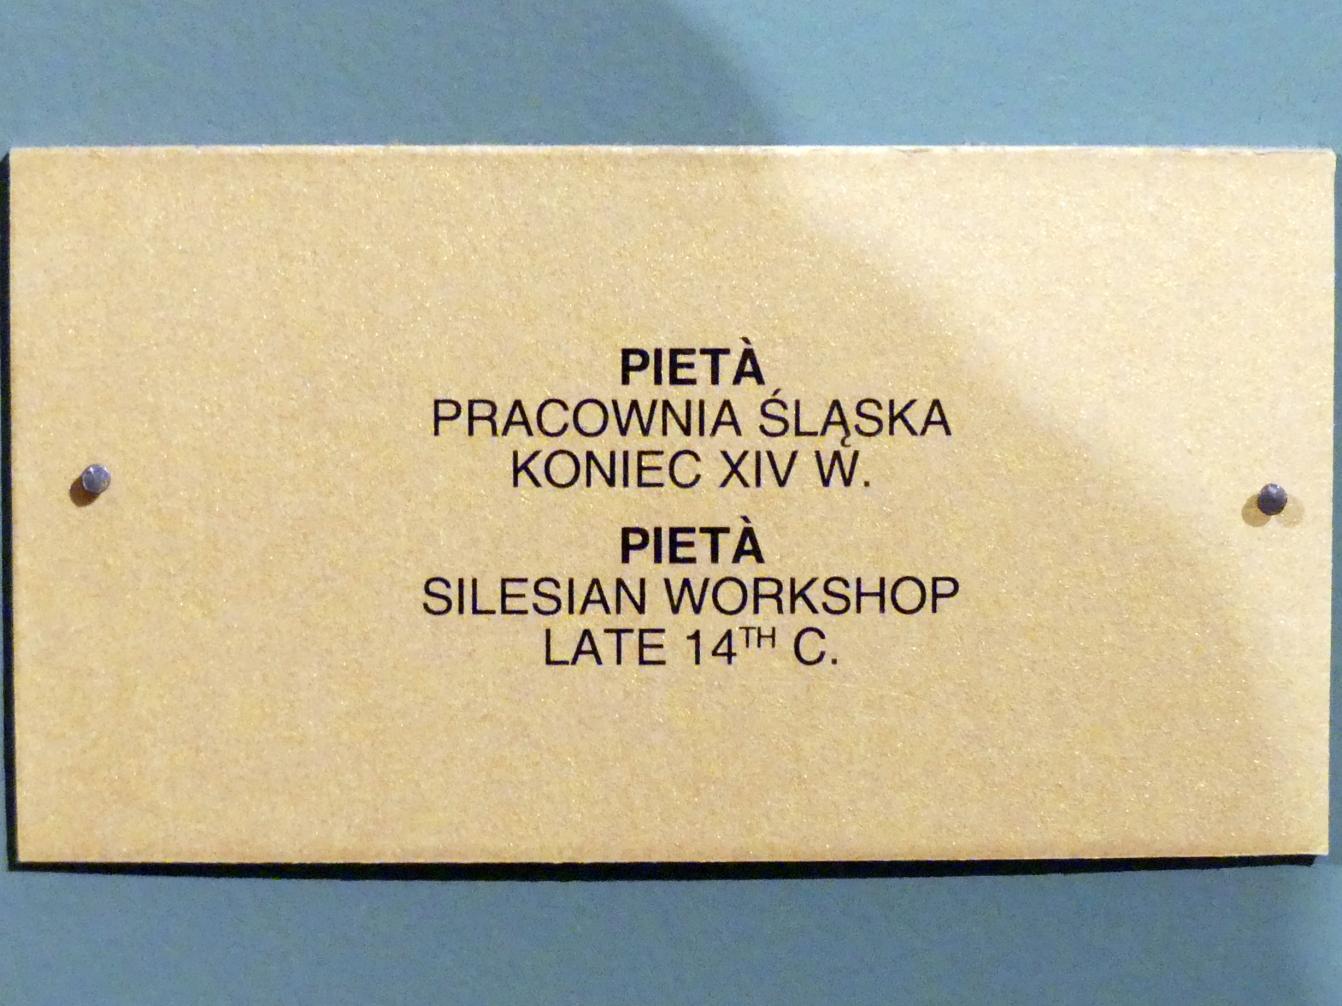 PIETÀ
PRACOWNIA ŚLĄSKA
KONIEC XIV W.
PIETÀ
SILESIAN WORKSHOP
LATE 14TH C.